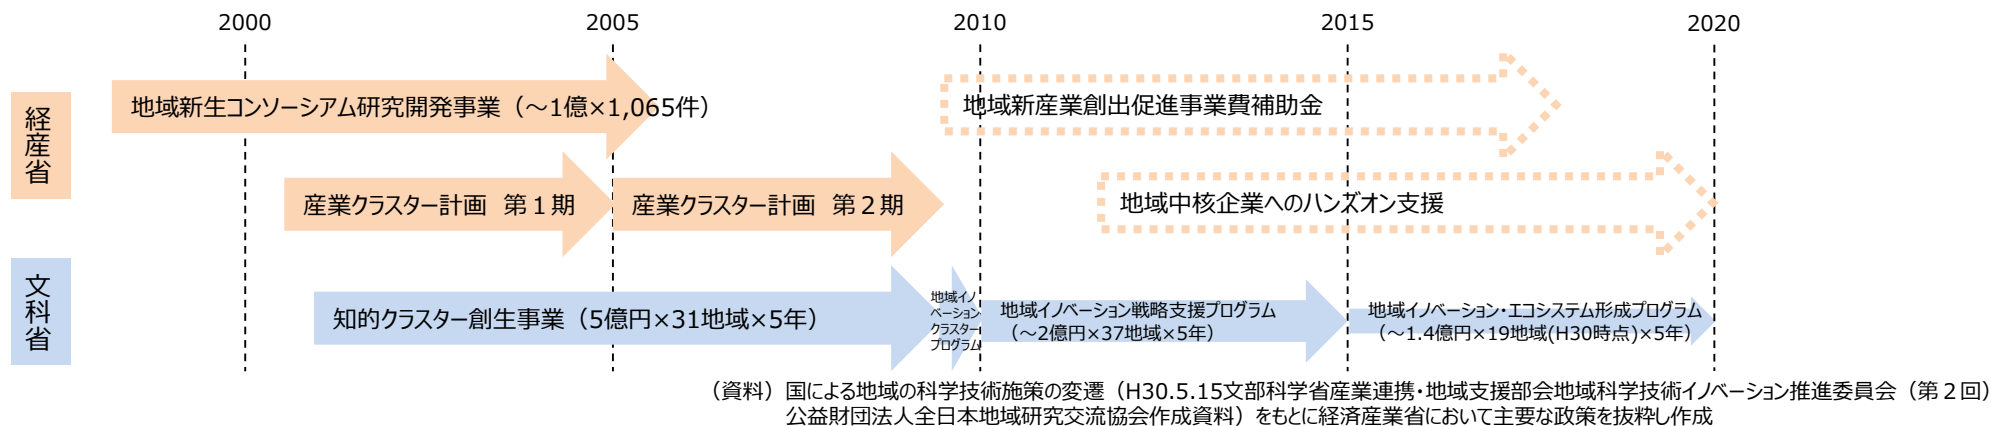 2000
2005
2010
2015
2020
経産省
地域新生コンソーシアム研究開発事業（～1億×1,065件）
地域新産業創出促進事業費補助金
産業クラスター計画　第１期
産業クラスター計画　第２期
地域中核企業へのハンズオン支援
文科省
知的クラスター創生事業（5億円×31地域×5年）
地域イノ
ベーション
クラスター
プログラム
地域イノベーション戦略支援プログラム
（～2億円×37地域×5年）
地域イノベーション・エコシステム形成プログラム
（～1.4億円×19地域(H30時点)×5年）
（資料）国による地域の科学技術施策の変遷（H30.5.15文部科学省産業連携・地域支援部会地域科学技術イノベーション推進委員会（第２回）
公益財団法人全日本地域研究交流協会作成資料）をもとに経済産業省において主要な政策を抜粋し作成